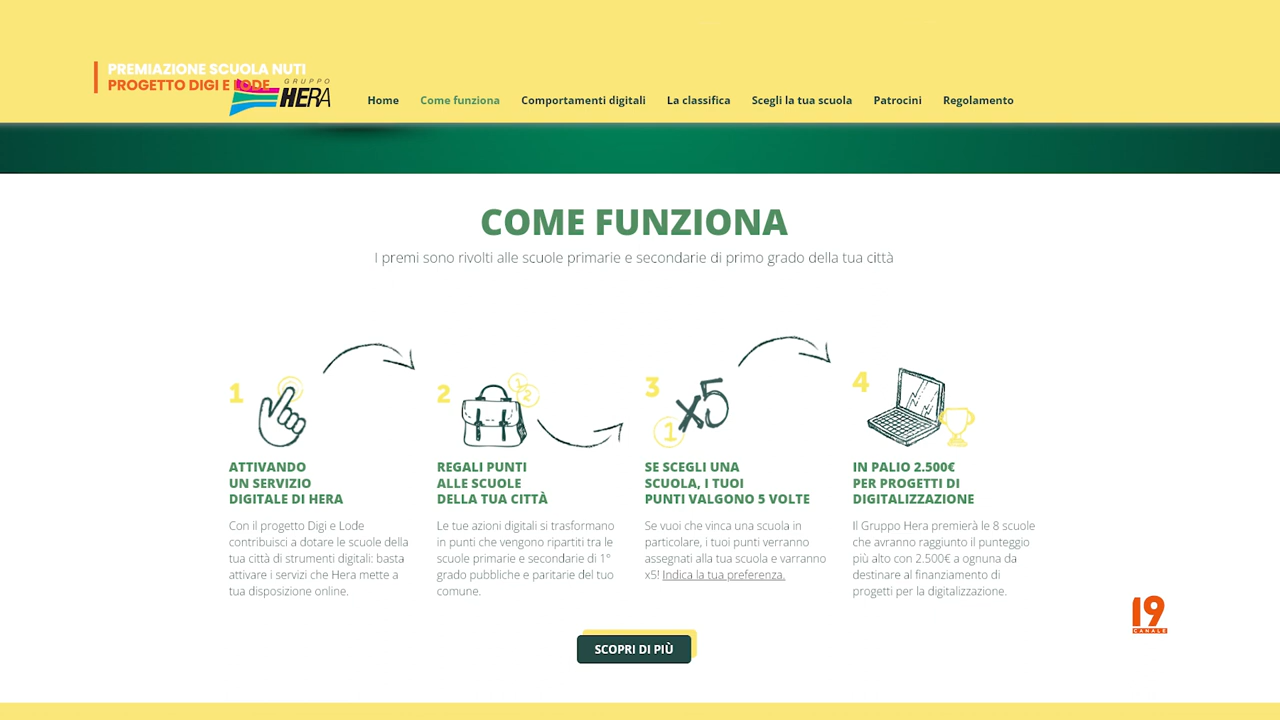 PREMIAZIONE SCUOLA NUTI
PROGETTO DIGI E LODE
GRUPPO
HERA
Home Come funziona Comportamenti digitali La classifica Scegli la tua scuola Patrocini Regolamento
COME FUNZIONA
I premi sono rivolti alle scuole primarie e secondarie di primo grado della tua città
1
ATTIVANDO
UN SERVIZIO
DIGITALE DI HERA
Con il progetto Digi e Lode
contribuisci a dotare le scuole della
tua città di strumenti digitali: basta
attivare i servizi che Hera mette a
tua disposizione online.
2
1
2
REGALI PUNTI
ALLE SCUOLE
DELLA TUA CITTÀ
Le tue azioni digitali si trasformano
in punti che vengono ripartiti tra le
scuole primarie e secondarie di 1°
grado pubbliche e paritarie del tuo
comune.
3
1
x5
SE SCEGLI UNA
SCUOLA, I TUOI
PUNTI VALGONO 5 VOLTE
Se vuoi che vinca una scuola in
particolare, i tuoi punti verranno
assegnati alla tua scuola e varranno
x5! Indica la tua preferenza.
4
IN PALIO 2.500€
PER PROGETTI DI
DIGITALIZZAZIONE
Il Gruppo Hera premierà le 8 scuole
che avranno raggiunto il punteggio
più alto con 2.500€ a ognuna da
destinare al finanziamento di
progetti per la digitalizzazione.
SCOPRI DI PIÙ
19
CANALE